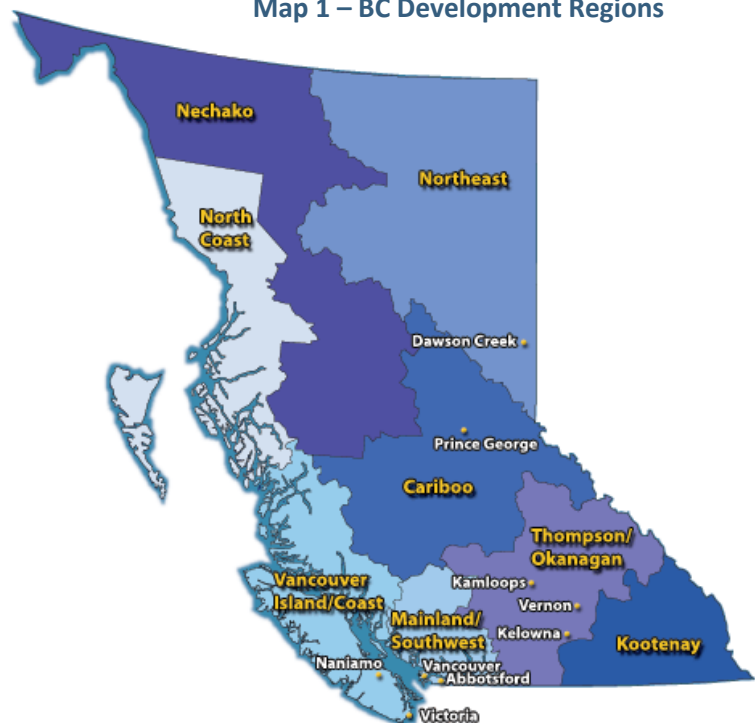 Map 1 – BC Development Regions
Nechako
Northeast
North
Coast
Dawson Creek
Prince George
Cariboo
Thompson/
Okanagan
Kamloops
Vancouver
Island/Coast
Vernon
Mainland/
Southwest
Kelowna
Kootenay
Naniamo
Vancouver
Abbotsford
Victoria